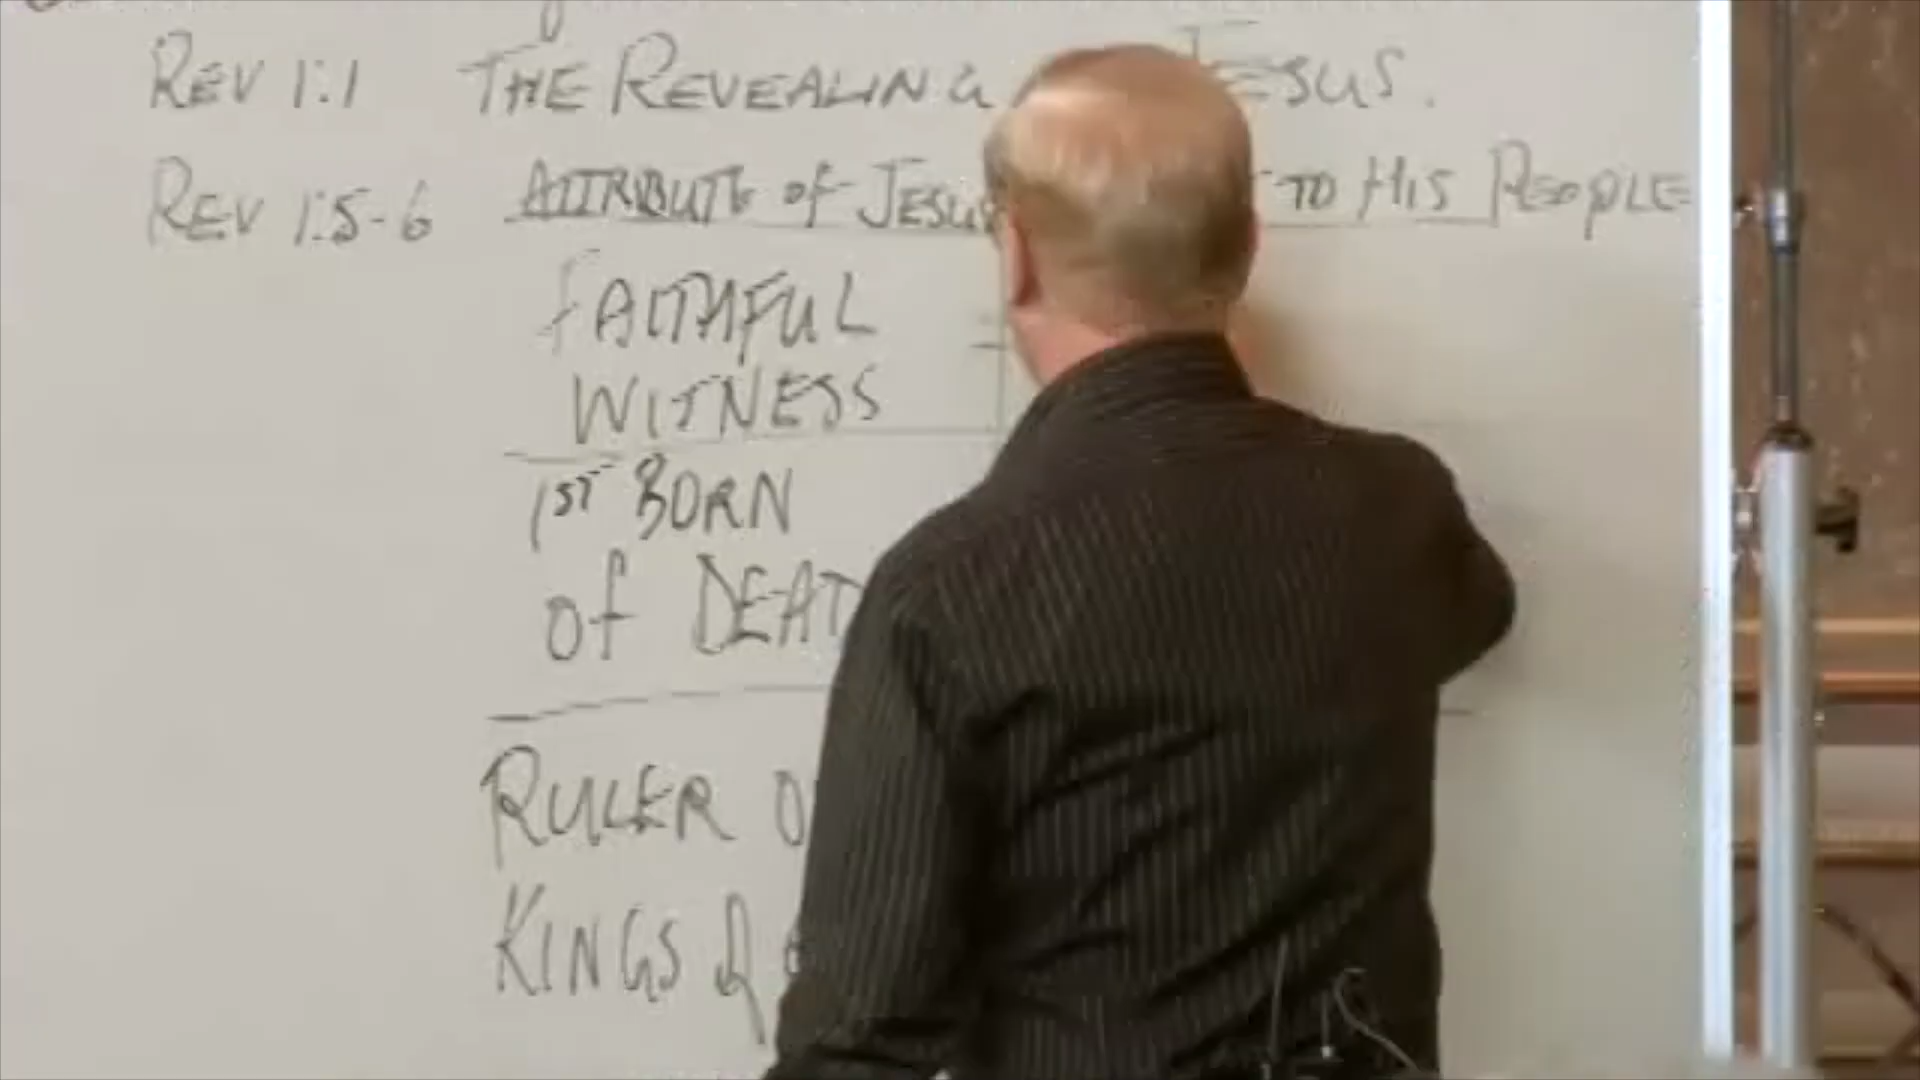 REV 1:1 THE REVEALING JESUS.
REV 1:5-6 ATTRIBUTE of JESUS TO HIS PEOPLE
FAITHFUL
WITNESS
1ST BORN
of DEAT
RULER O
KINGS of